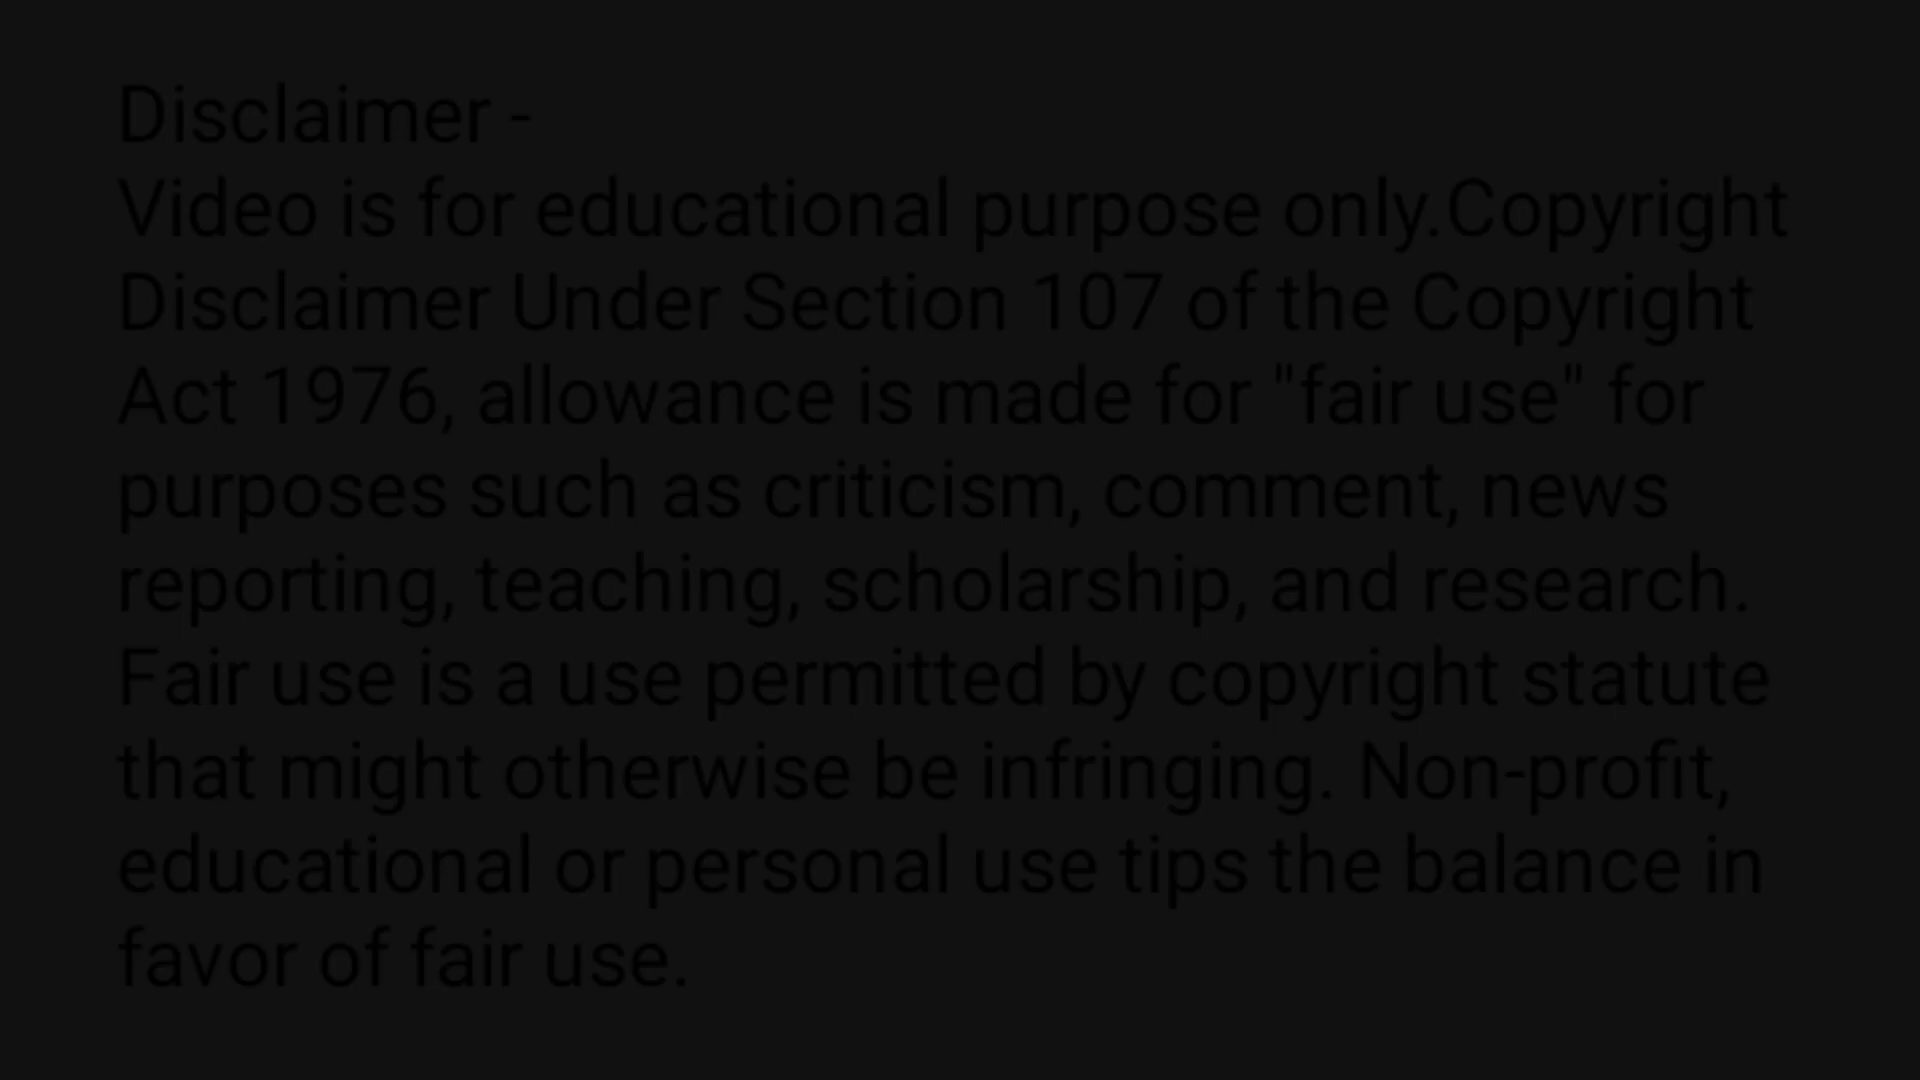 Disclaimer -
Video is for educational purpose only.Copyright
Disclaimer Under Section 107 of the Copyright
Act 1976, allowance is made for "fair use" for
purposes such as criticism, comment, news
reporting, teaching, scholarship, and research.
Fair use is a use permitted by copyright statute
that might otherwise be infringing. Non-profit,
educational or personal use tips the balance in
favor of fair use.